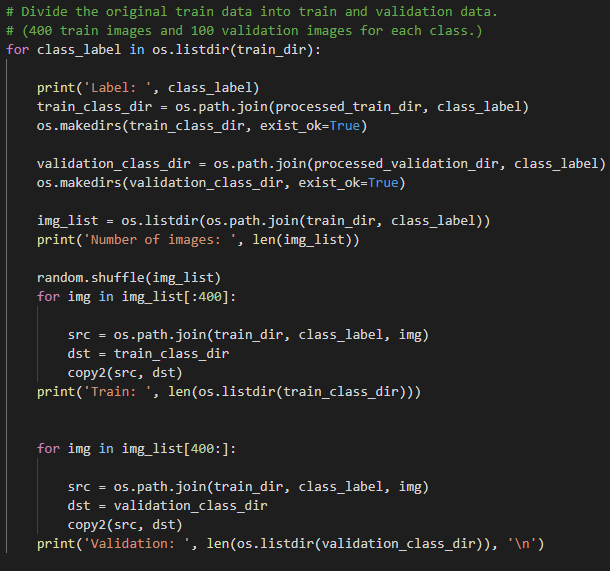 # Divide the original train data into train and validation data.
# (400 train images and 100 validation images for each class.)
for class_label in os.listdir(train_dir):
print('Label: ', class_label)
train_class_dir = os.path.join(processed_train_dir, class_label)
os.makedirs(train_class_dir, exist_ok=True)
validation_class_dir = os.path.join(processed_validation_dir, class_label)
os.makedirs(validation_class_dir, exist_ok=True)
img_list = os.listdir(os.path.join(train_dir, class_label))
print('Number of images: ', len(img_list))
random.shuffle(img_list)
for img in img_list[:400]:
src = os.path.join(train_dir, class_label, img)
dst = train_class_dir
copy2(src, dst)
print('Train: ', len(os.listdir(train_class_dir)))
for img in img_list[400:]:
src = os.path.join(train_dir, class_label, img)
dst = validation_class_dir
copy2(src, dst)
print('Validation: ', len(os.listdir(validation_class_dir)), '\n')